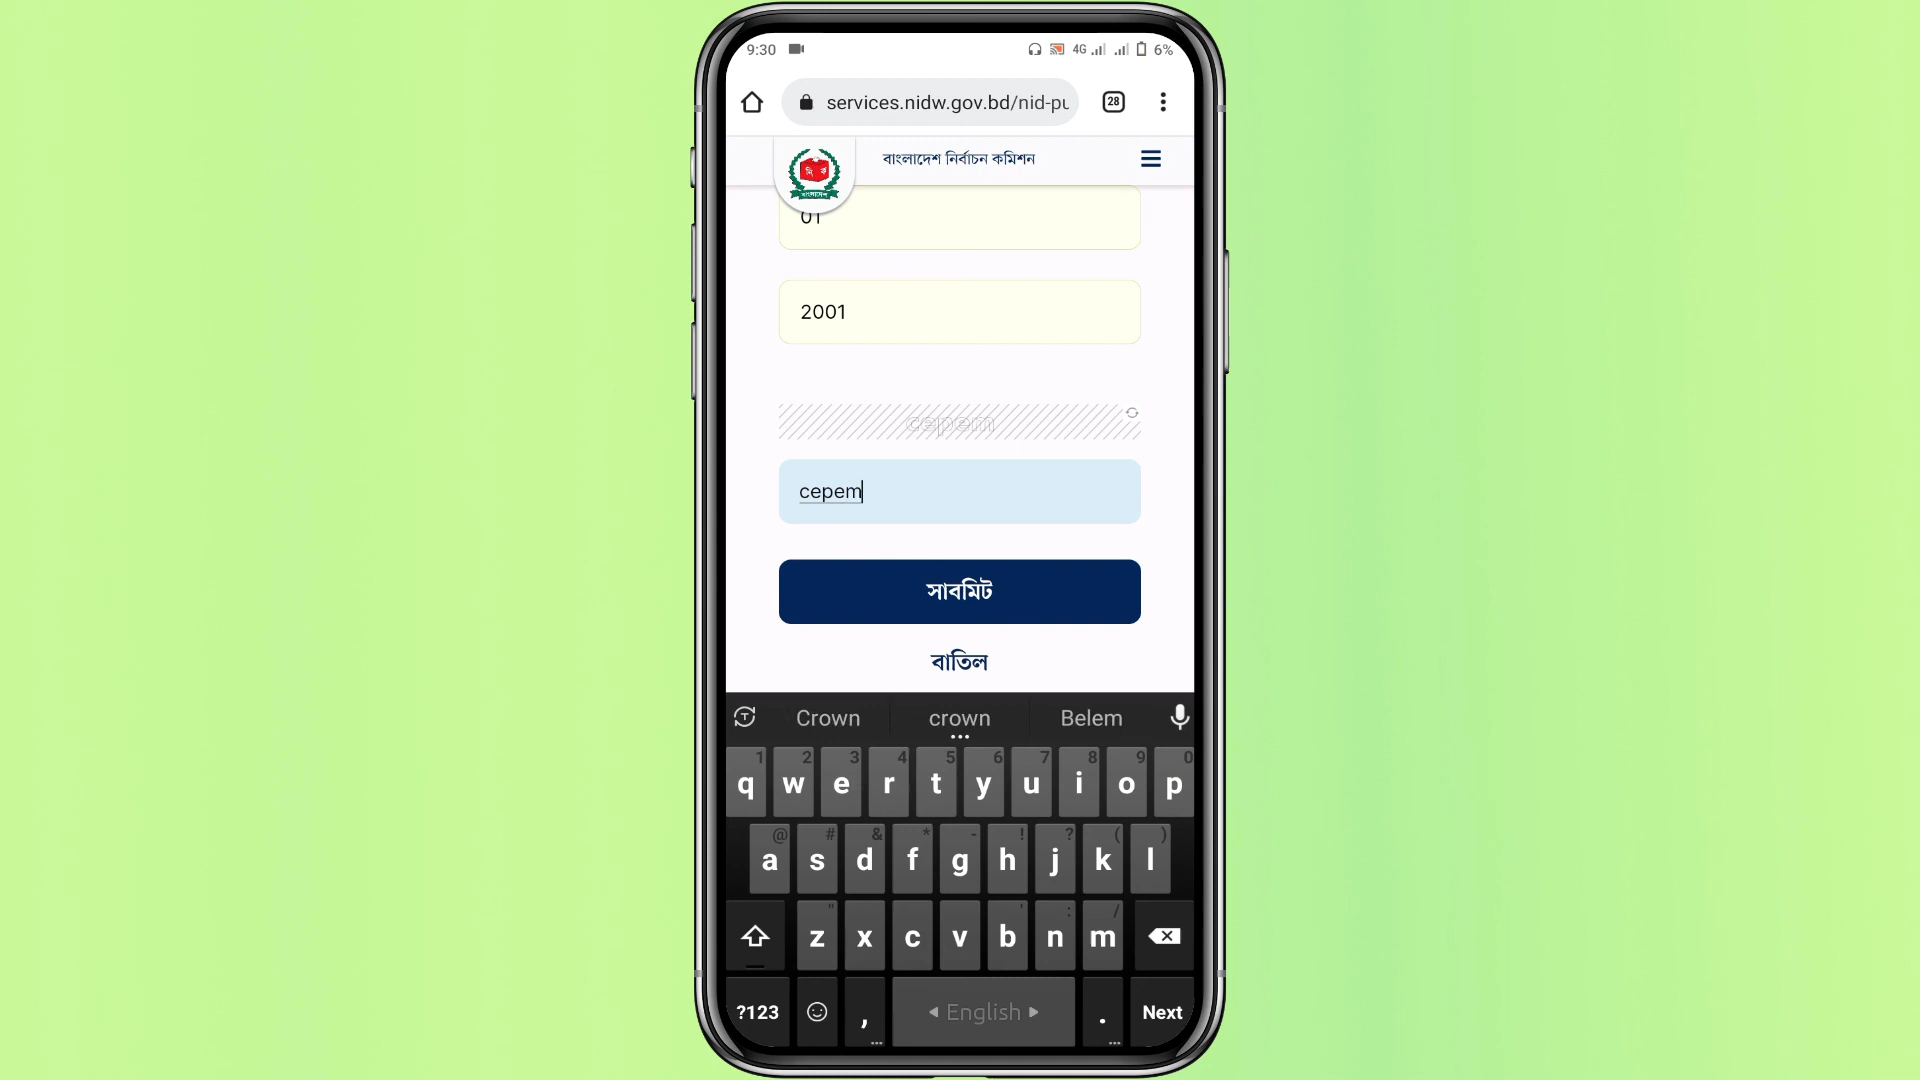 9:30
4G
6%
services.nidw.gov.bd/nid-pu
28
বাংলাদেশ নির্বাচন কমিশন
নি ক
বাংলাদেশ
01
2001
cepem
cepem
সাবমিট
বাতিল
Crown crown Belem
1 2 3 4 5 6 7 8 9 0
q w e r t y u i o p
@ # & * - ! ? ( )
a s d f g h j k l
" ' : /
z x c v b n m
?123 , English . Next